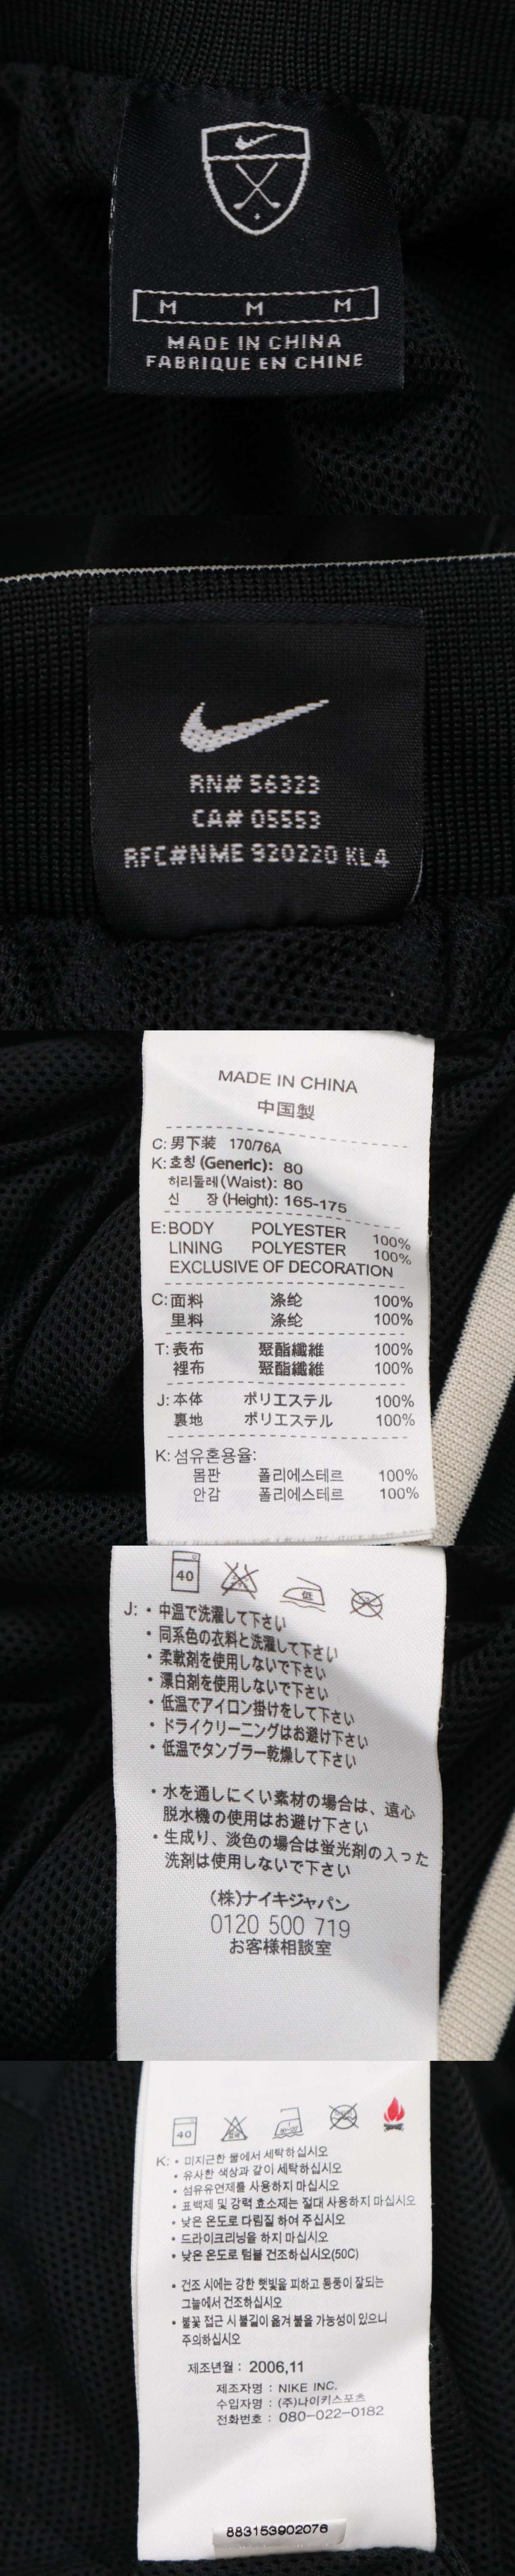 M M M
MADE IN CHINA
FABRIQUE EN CHINE
RN# 56323
CA# 05553
RFC#NME 920220 KL4
MADE IN CHINA
中国製
C: 男下装 170/76A
K: 호칭 (Generic): 80
허리둘레 (Waist): 80
신 장 (Height): 165-175
E: BODY POLYESTER 100%
LINING POLYESTER 100%
EXCLUSIVE OF DECORATION
C: 面料 涤纶 100%
里料 涤纶 100%
T: 表布 聚酯纖維 100%
裡布 聚酯纖維 100%
J: 本体 ポリエステル 100%
裏地 ポリエステル 100%
K: 섬유혼용율:
몸판 폴리에스테르 100%
안감 폴리에스테르 100%
40 低
J: ・中温で洗濯して下さい
・同系色の衣料と洗濯して下さい
・柔軟剤を使用しないで下さい
・漂白剤を使用しないで下さい
・低温でアイロン掛けをして下さい
・ドライクリーニングはお避け下さい
・低温でタンブラー乾燥して下さい
・水を通しにくい素材の場合は、遠心
脱水機の使用はお避け下さい
・生成り、淡色の場合は蛍光剤の入った
洗剤は使用しないで下さい
(株)ナイキジャパン
0120 500 719
お客様相談室
40
K: • 미지근한 물에서 세탁하십시오
• 유사한 색상과 같이 세탁하십시오
• 섬유유연제를 사용하지 마십시오
• 표백제 및 강력 효소제는 절대 사용하지 마십시오
• 낮은 온도로 다림질 하여 주십시오
• 드라이크리닝을 하지 마십시오
• 낮은 온도로 텀블 건조하십시오(50C)
• 건조 시에는 강한 햇빛을 피하고 통풍이 잘되는
그늘에서 건조하십시오
• 불꽃 접근 시 불길이 옮겨 붙을 가능성이 있으니
주의하십시오
제조년월 : 2006,11
제조자명 : NIKE INC.
수입자명 : (주)나이키스포츠
전화번호 : 080-022-0182
883153902076